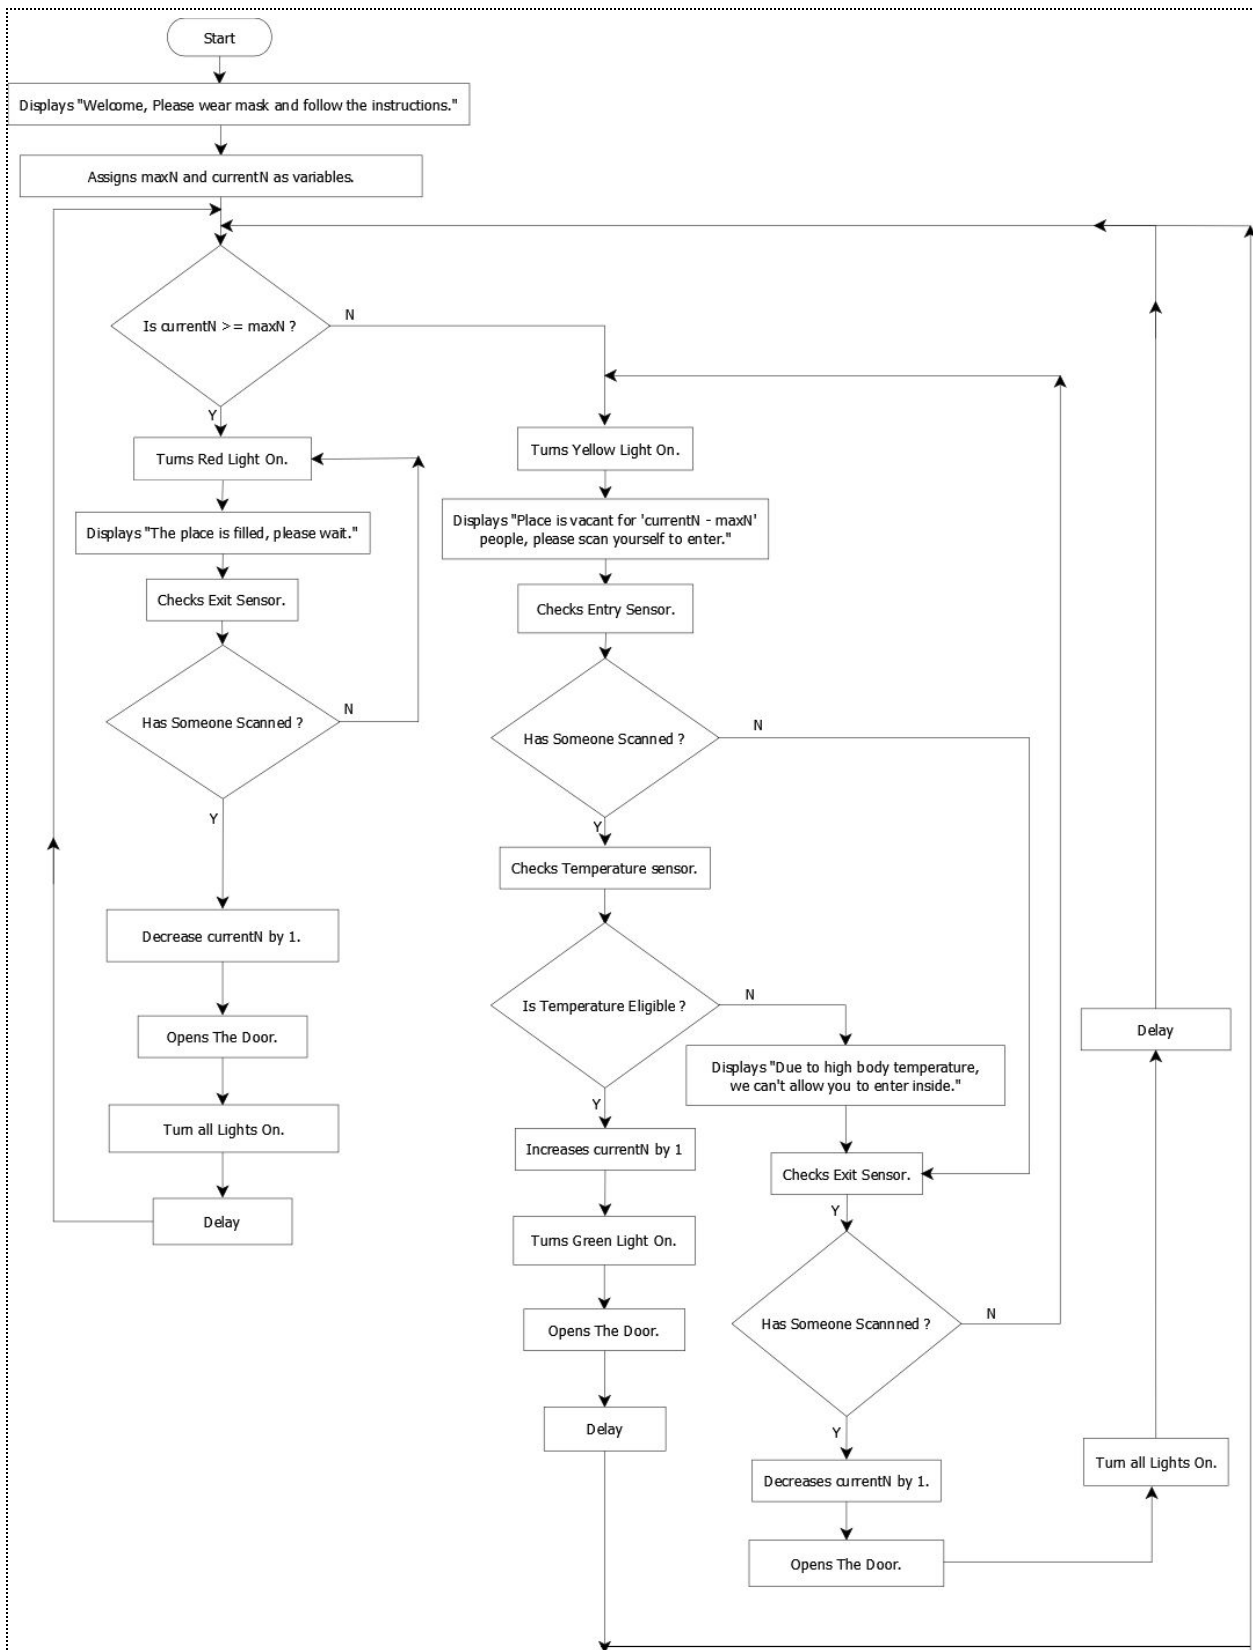 Start
Displays "Welcome, Please wear mask and follow the instructions."
Assigns maxN and currentN as variables.
Is currentN >= maxN ?
N
Y
Turns Red Light On.
Displays "The place is filled, please wait."
Checks Exit Sensor.
Has Someone Scanned ?
N
Y
Decrease currentN by 1.
Opens The Door.
Turn all Lights On.
Delay
Turns Yellow Light On.
Displays "Place is vacant for 'currentN - maxN'
people, please scan yourself to enter."
Checks Entry Sensor.
Has Someone Scanned ?
N
Y
Checks Temperature sensor.
Is Temperature Eligible ?
N
Y
Increases currentN by 1
Turns Green Light On.
Opens The Door.
Delay
Displays "Due to high body temperature,
we can't allow you to enter inside."
Checks Exit Sensor.
Y
Has Someone Scannned ?
N
Y
Decreases currentN by 1.
Opens The Door.
Turn all Lights On.
Delay